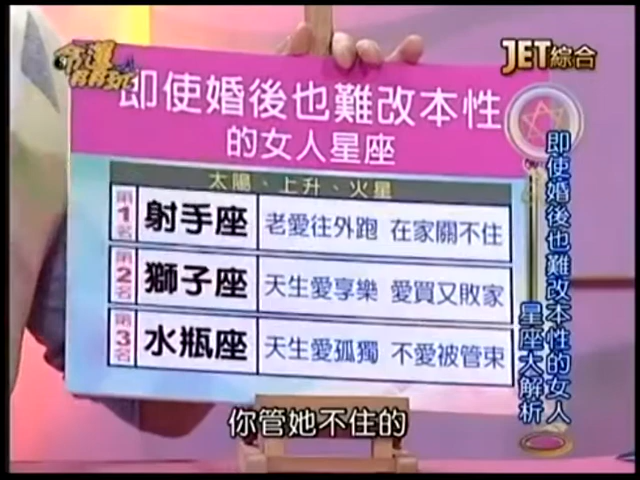 命運好好玩
JET綜合
即使婚後也難改本性
的女人星座
太陽、上升、火星
第1名 射手座 老愛往外跑 在家關不住
第2名 獅子座 天生愛享樂 愛買又敗家
第3名 水瓶座 天生愛孤獨 不愛被管束
即使婚後也難改本性的女人
星座大解析
你管她不住的